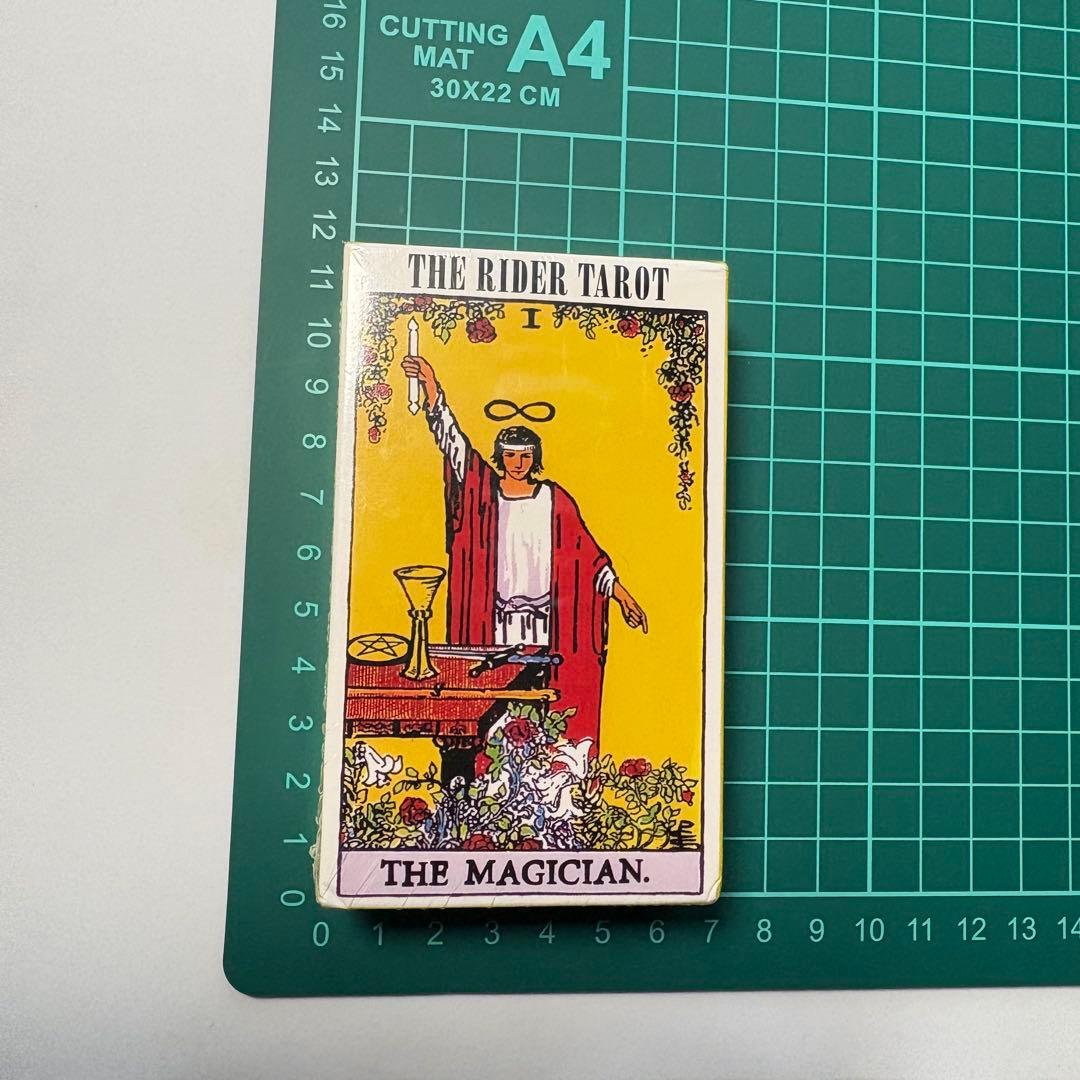 CUTTING
MAT
A4
30X22 CM
16
15
14
13
12
11
10
9
8
7
6
5
4
3
2
1
0
THE RIDER TAROT
I
THE MAGICIAN.
0 1 2 3 4 5 6 7 8 9 10 11 12 13 14